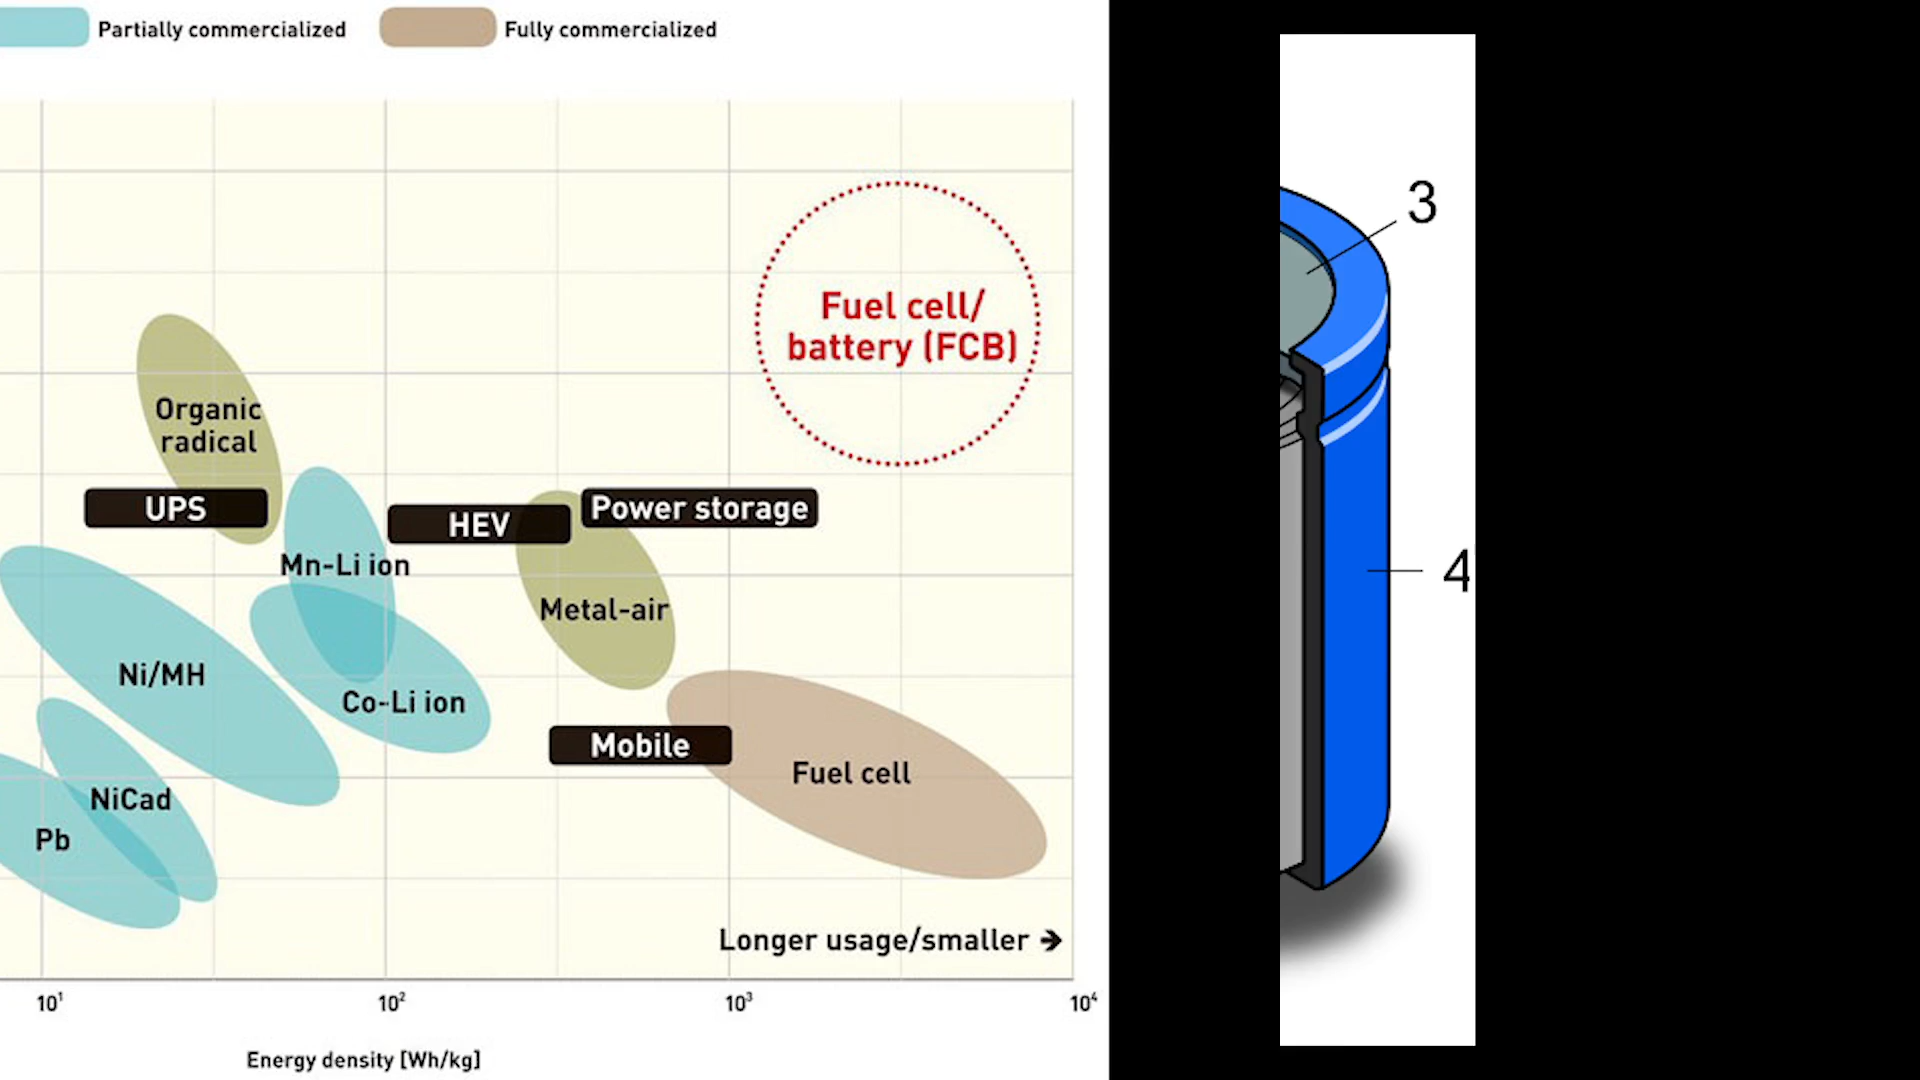 Partially commercialized
Fully commercialized
Fuel cell/
battery (FCB)
Organic
radical
UPS
HEV
Power storage
Mn-Li ion
Metal-air
Ni/MH
Co-Li ion
Mobile
Fuel cell
NiCad
Pb
Longer usage/smaller →
10¹
10²
10³
10⁴
Energy density [Wh/kg]
3
4